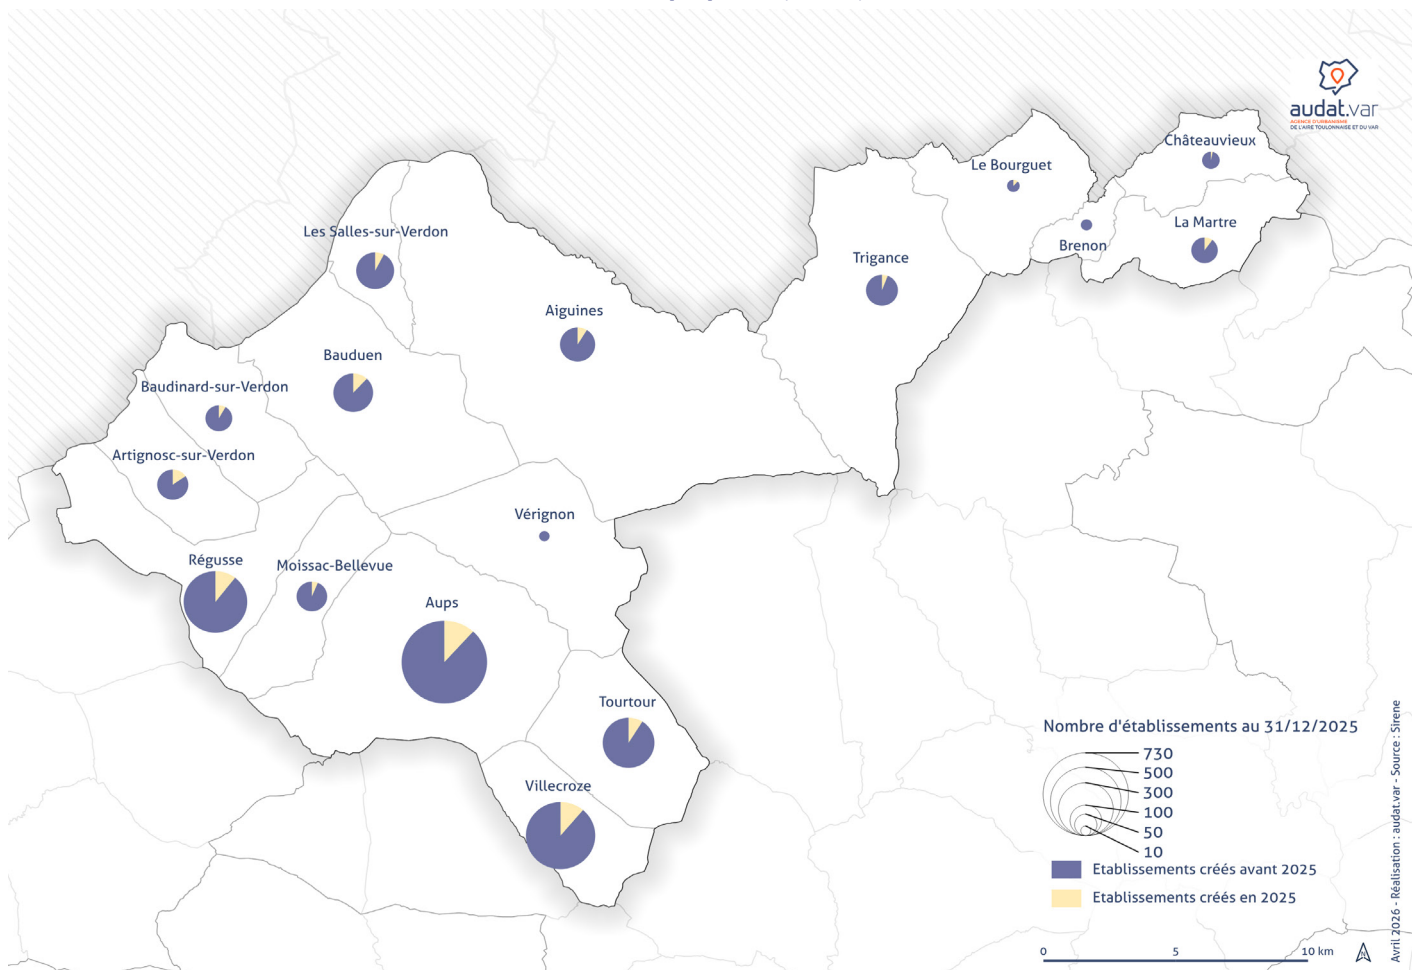 audat.var
AGENCE D'URBANISME
DE L'AIRE TOULONNAISE ET DU VAR
Châteauvieux
Le Bourguet
La Martre
Les Salles-sur-Verdon
Brenon
Trigance
Aiguines
Bauduen
Baudinard-sur-Verdon
Artignosc-sur-Verdon
Vérignon
Régusse
Moissac-Bellevue
Aups
Tourtour
Villecroze
Nombre d'établissements au 31/12/2025
730
500
300
100
50
10
Etablissements créés avant 2025
Etablissements créés en 2025
0 5 10 km
N
Avril 2026 - Réalisation : audat.var - Source : Sirene